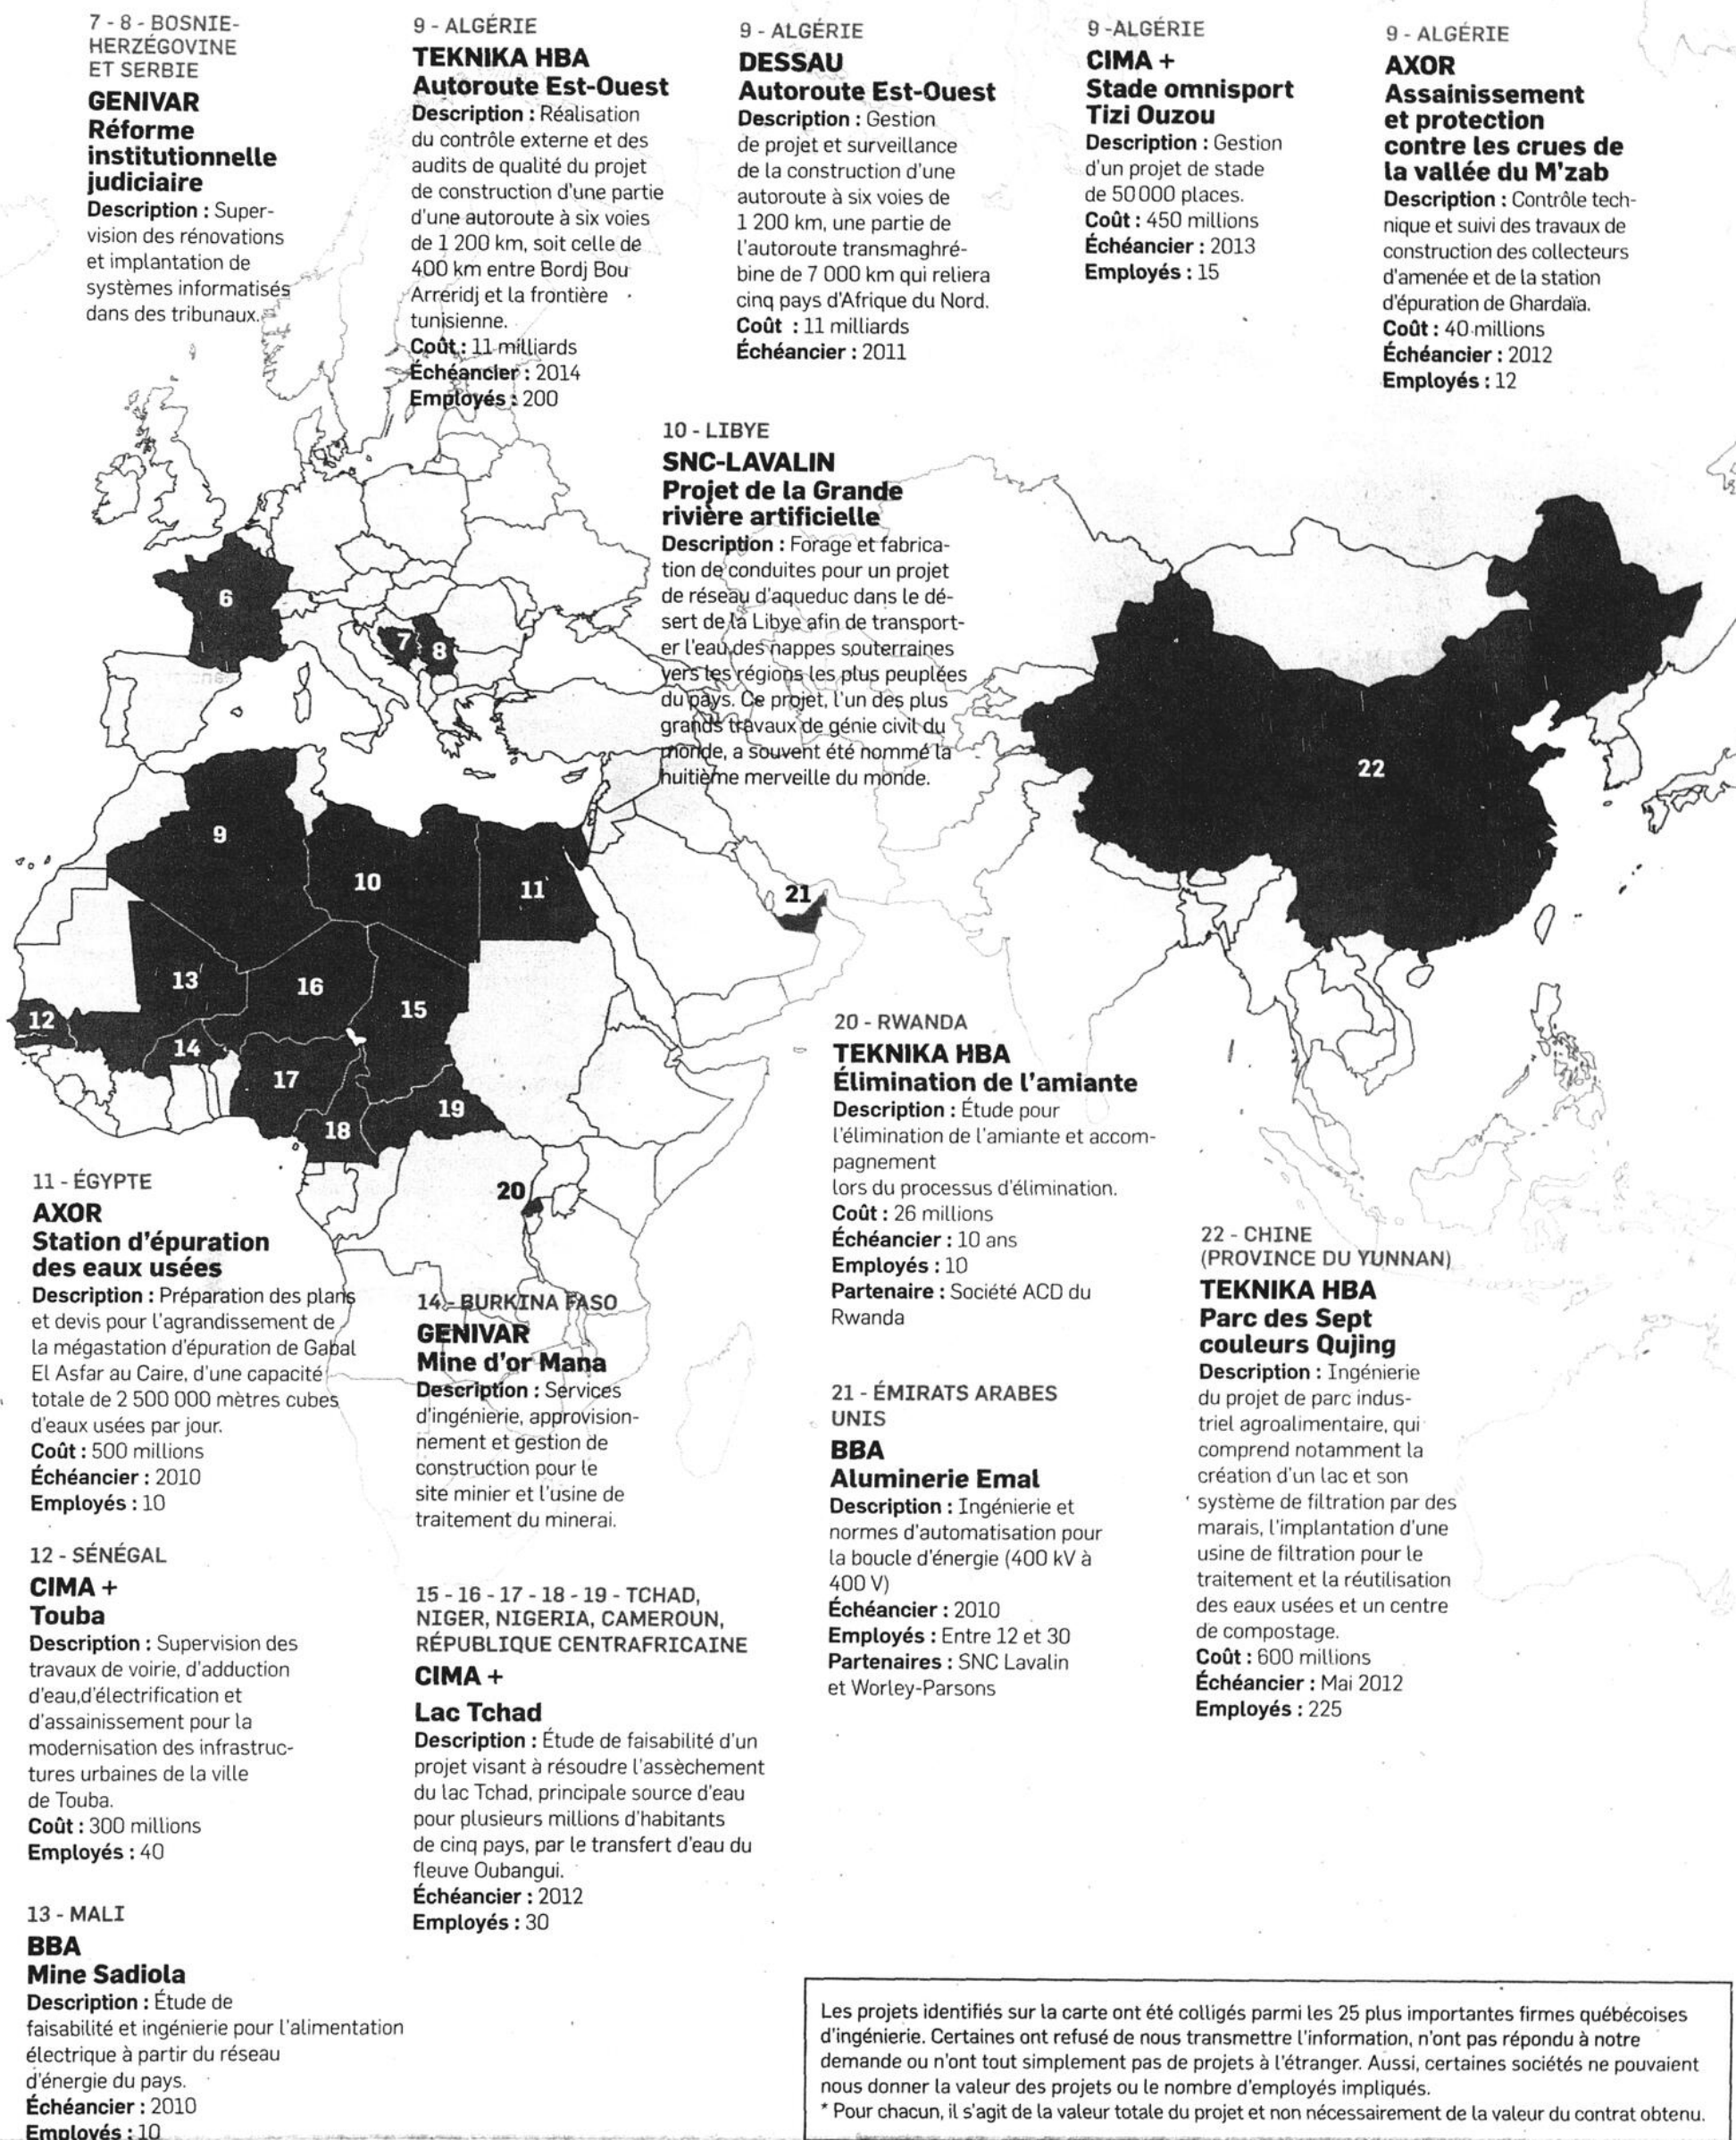 7 - 8 - BOSNIE-
HERZÉGOVINE
ET SERBIE
GENIVAR
Réforme
institutionnelle
judiciaire
Description : Super-
vision des rénovations
et implantation de
systèmes informatisés
dans des tribunaux.
9 - ALGÉRIE
TEKNIKA HBA
Autoroute Est-Ouest
Description : Réalisation
du contrôle externe et des
audits de qualité du projet
de construction d'une partie
d'une autoroute à six voies
de 1 200 km, soit celle de
400 km entre Bordj Bou
Arreridj et la frontière
tunisienne.
Coût : 11 milliards
Échéancier : 2014
Employés : 200
9 - ALGÉRIE
DESSAU
Autoroute Est-Ouest
Description : Gestion
de projet et surveillance
de la construction d'une
autoroute à six voies de
1 200 km, une partie de
l'autoroute transmaghré-
bine de 7 000 km qui reliera
cinq pays d'Afrique du Nord.
Coût : 11 milliards
Échéancier : 2011
9 -ALGÉRIE
CIMA +
Stade omnisport
Tizi Ouzou
Description : Gestion
d'un projet de stade
de 50 000 places.
Coût : 450 millions
Échéancier : 2013
Employés : 15
9 - ALGÉRIE
AXOR
Assainissement
et protection
contre les crues de
la vallée du M'zab
Description : Contrôle tech-
nique et suivi des travaux de
construction des collecteurs
d'amenée et de la station
d'épuration de Ghardaïa.
Coût : 40 millions
Échéancier : 2012
Employés : 12
10 - LIBYE
SNC-LAVALIN
Projet de la Grande
rivière artificielle
Description : Forage et fabrica-
tion de conduites pour un projet
de réseau d'aqueduc dans le dé-
sert de la Libye afin de transport-
er l'eau des nappes souterraines
vers les régions les plus peuplées
du pays. Ce projet, l'un des plus
grands travaux de génie civil du
monde, a souvent été nommé la
huitième merveille du monde.
6
7
8
22
9
10
11
21
13
16
15
12
14
17
19
18
20
11 - ÉGYPTE
AXOR
Station d'épuration
des eaux usées
Description : Préparation des plans
et devis pour l'agrandissement de
la mégastation d'épuration de Gabal
El Asfar au Caire, d'une capacité
totale de 2 500 000 mètres cubes
d'eaux usées par jour.
Coût : 500 millions
Échéancier : 2010
Employés : 10
12 - SÉNÉGAL
CIMA +
Touba
Description : Supervision des
travaux de voirie, d'adduction
d'eau,d'électrification et
d'assainissement pour la
modernisation des infrastruc-
tures urbaines de la ville
de Touba.
Coût : 300 millions
Employés : 40
13 - MALI
BBA
Mine Sadiola
Description : Étude de
faisabilité et ingénierie pour l'alimentation
électrique à partir du réseau
d'énergie du pays.
Échéancier : 2010
Employés : 10
14 - BURKINA FASO
GENIVAR
Mine d'or Mana
Description : Services
d'ingénierie, approvision-
nement et gestion de
construction pour le
site minier et l'usine de
traitement du minerai.
15 - 16 - 17 - 18 - 19 - TCHAD,
NIGER, NIGERIA, CAMEROUN,
RÉPUBLIQUE CENTRAFRICAINE
CIMA +
Lac Tchad
Description : Étude de faisabilité d'un
projet visant à résoudre l'assèchement
du lac Tchad, principale source d'eau
pour plusieurs millions d'habitants
de cinq pays, par le transfert d'eau du
fleuve Oubangui.
Échéancier : 2012
Employés : 30
20 - RWANDA
TEKNIKA HBA
Élimination de l'amiante
Description : Étude pour
l'élimination de l'amiante et accom-
pagnement
lors du processus d'élimination.
Coût : 26 millions
Échéancier : 10 ans
Employés : 10
Partenaire : Société ACD du
Rwanda
21 - ÉMIRATS ARABES
UNIS
BBA
Aluminerie Emal
Description : Ingénierie et
normes d'automatisation pour
la boucle d'énergie (400 kV à
400 V)
Échéancier : 2010
Employés : Entre 12 et 30
Partenaires : SNC Lavalin
et Worley-Parsons
22 - CHINE
(PROVINCE DU YUNNAN)
TEKNIKA HBA
Parc des Sept
couleurs Qujing
Description : Ingénierie
du projet de parc indus-
triel agroalimentaire, qui
comprend notamment la
création d'un lac et son
système de filtration par des
marais, l'implantation d'une
usine de filtration pour le
traitement et la réutilisation
des eaux usées et un centre
de compostage.
Coût : 600 millions
Échéancier : Mai 2012
Employés : 225
Les projets identifiés sur la carte ont été colligés parmi les 25 plus importantes firmes québécoises
d'ingénierie. Certaines ont refusé de nous transmettre l'information, n'ont pas répondu à notre
demande ou n'ont tout simplement pas de projets à l'étranger. Aussi, certaines sociétés ne pouvaient
nous donner la valeur des projets ou le nombre d'employés impliqués.
* Pour chacun, il s'agit de la valeur totale du projet et non nécessairement de la valeur du contrat obtenu.